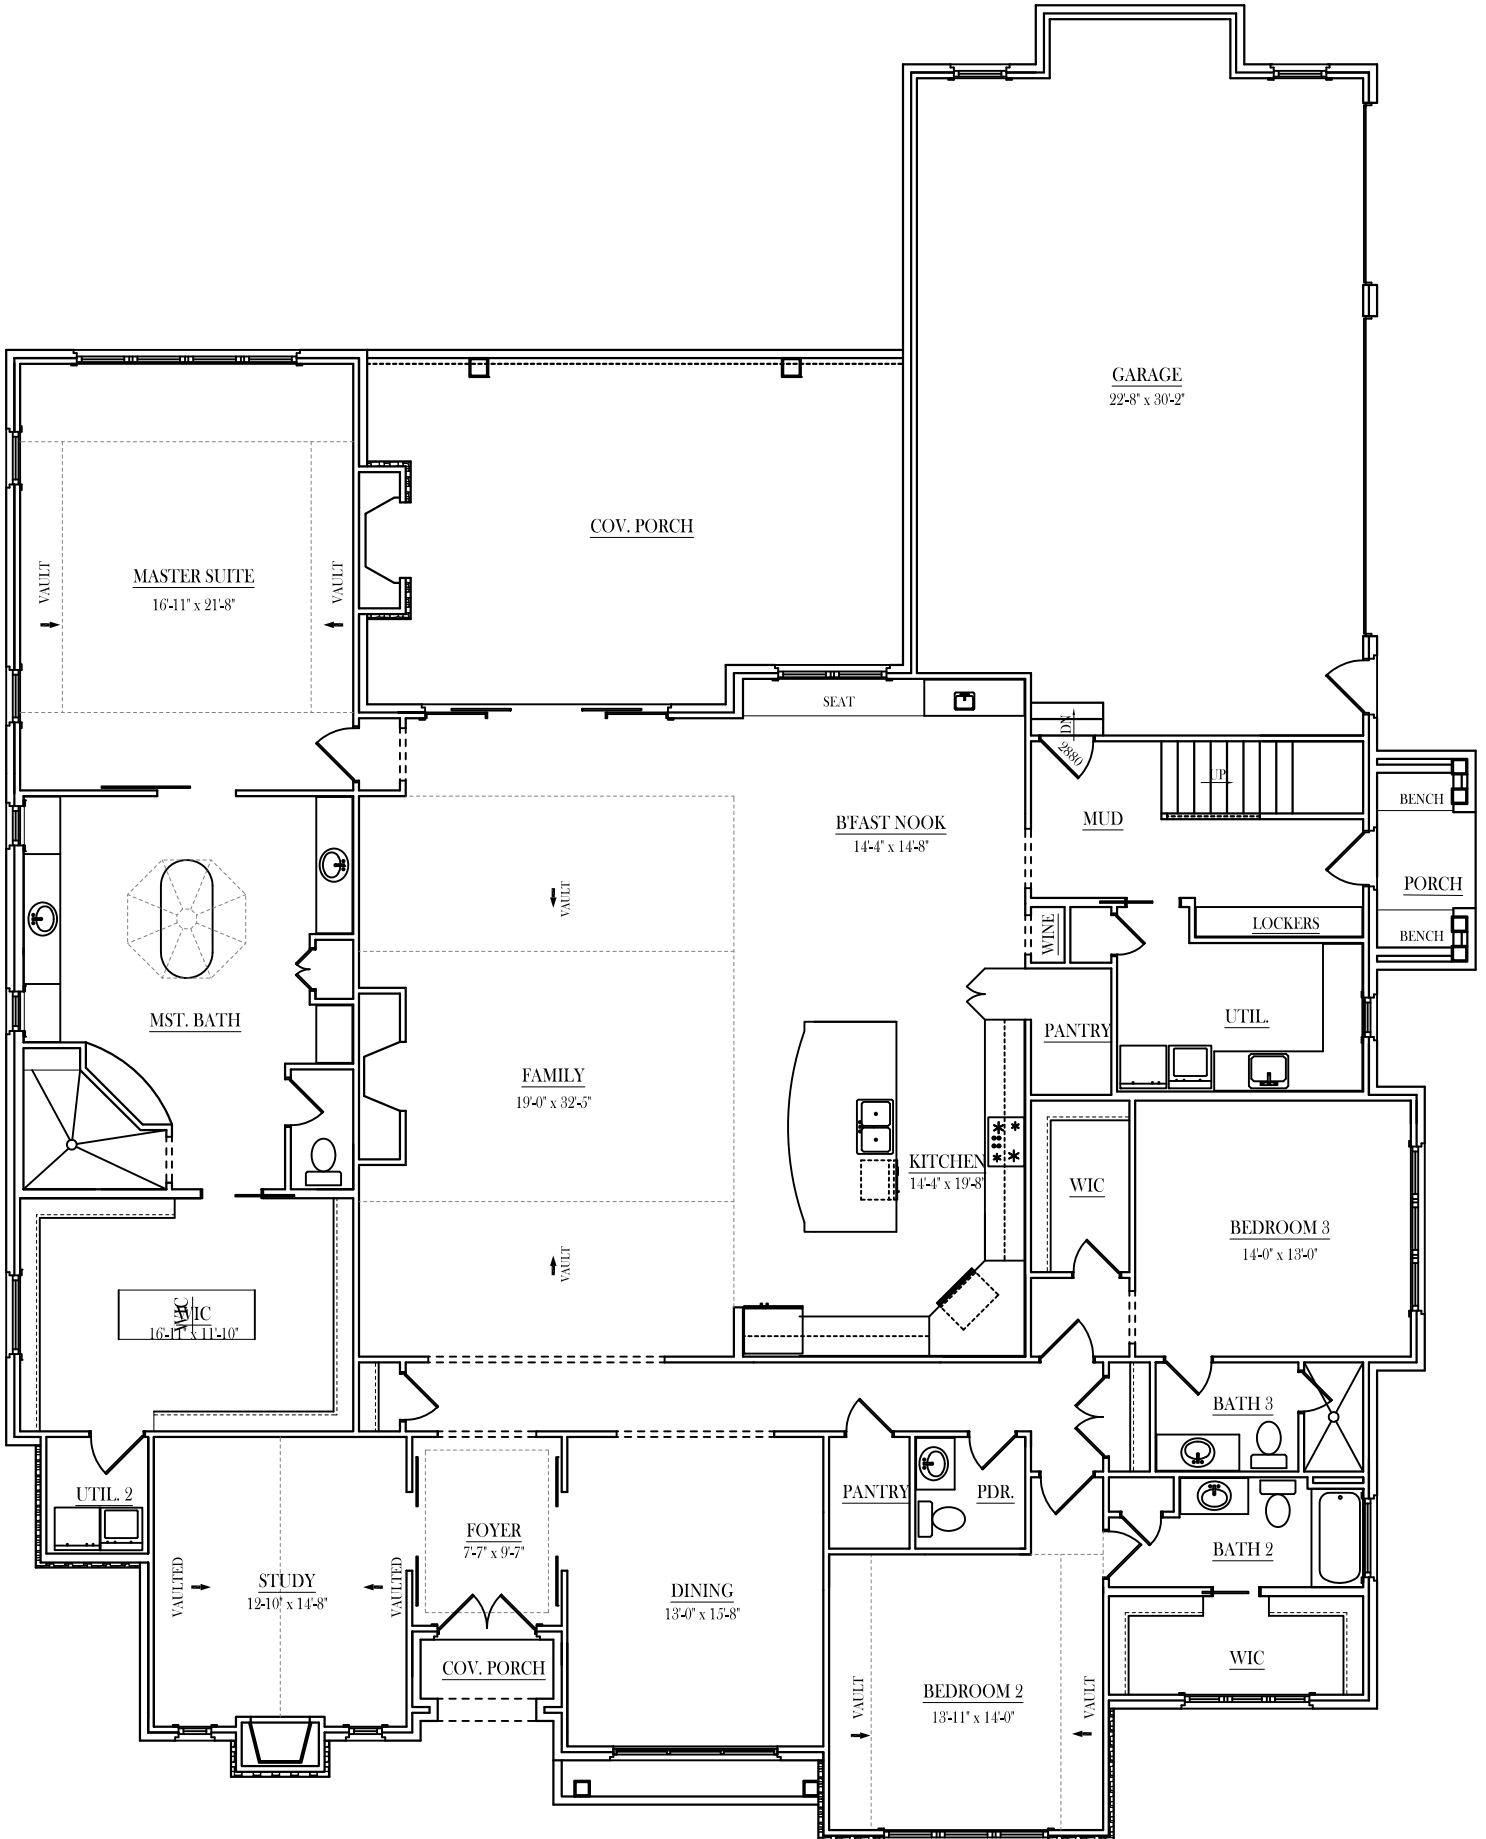 GARAGE
22'-8" x 30'-2"
COV. PORCH
MASTER SUITE
16'-11" x 21'-8"
VAULT
VAULT
SEAT
DN
2880
UP
BENCH
MUD
B'FAST NOOK
14'-4" x 14'-8"
VAULT
PORCH
LOCKERS
WINE
BENCH
MST. BATH
UTIL.
PANTRY
FAMILY
19'-0" x 32'-5"
KITCHEN
14'-4" x 19'-8"
WIC
BEDROOM 3
14'-0" x 13'-0"
VAULT
WIC
WIC
16'-11" x 11'-10"
BATH 3
UTIL. 2
PANTRY
PDR.
FOYER
7'-7" x 9'-7"
BATH 2
VAULTED
STUDY
12'-10" x 14'-8"
VAULTED
DINING
13'-0" x 15'-8"
COV. PORCH
WIC
VAULT
BEDROOM 2
13'-11" x 14'-0"
VAULT